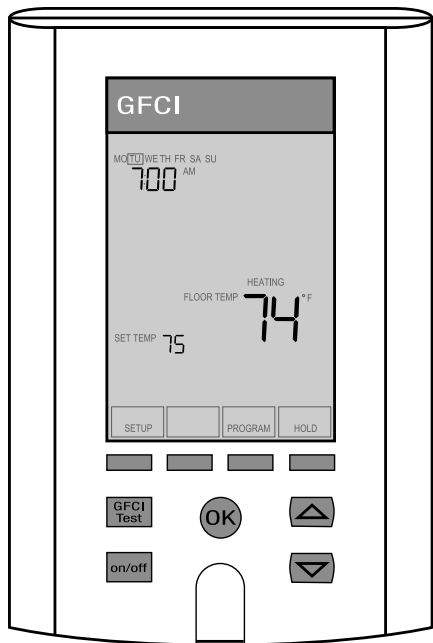 GFCI
MO TU WE TH FR SA SU
7:00 AM
HEATING
FLOOR TEMP 74 °F
SET TEMP 75
SETUP PROGRAM HOLD
GFCI
Test
OK
on/off